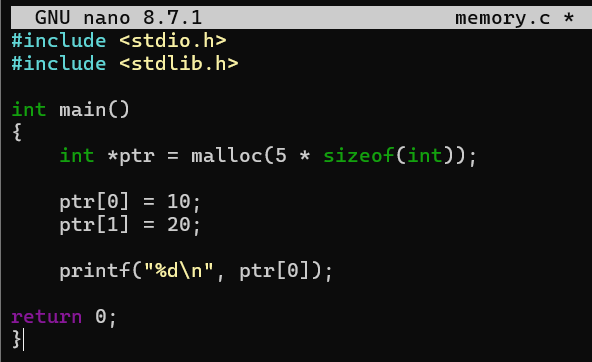 GNU nano 8.7.1 memory.c *
#include <stdio.h>
#include <stdlib.h>

int main()
{
    int *ptr = malloc(5 * sizeof(int));

    ptr[0] = 10;
    ptr[1] = 20;

    printf("%d\n", ptr[0]);

return 0;
}